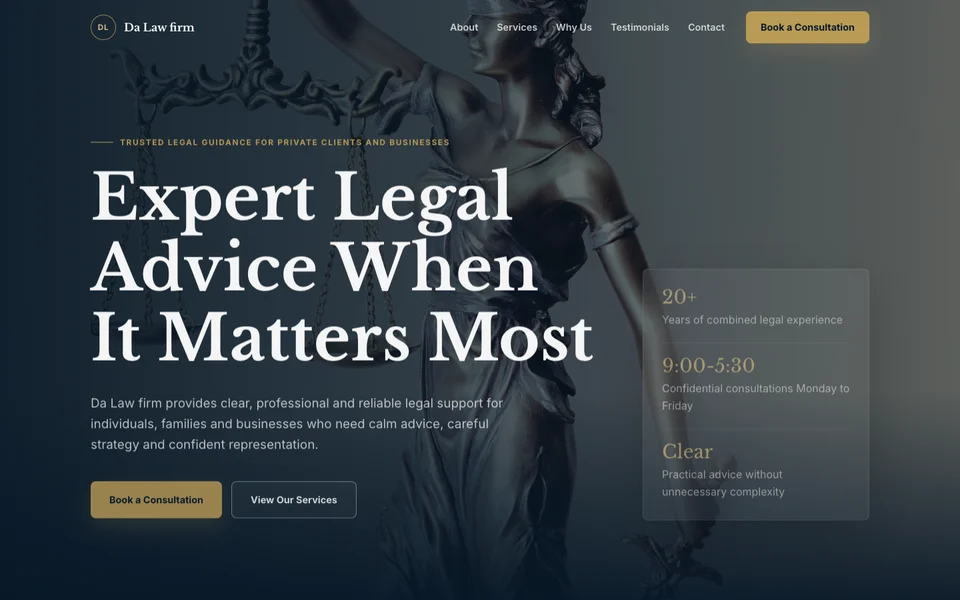 DL
Da Law firm
About
Services
Why Us
Testimonials
Contact
Book a Consultation
TRUSTED LEGAL GUIDANCE FOR PRIVATE CLIENTS AND BUSINESSES
Expert Legal
Advice When
It Matters Most
Da Law firm provides clear, professional and reliable legal support for
individuals, families and businesses who need calm advice, careful
strategy and confident representation.
Book a Consultation
View Our Services
20+
Years of combined legal experience
9:00-5:30
Confidential consultations Monday to
Friday
Clear
Practical advice without
unnecessary complexity